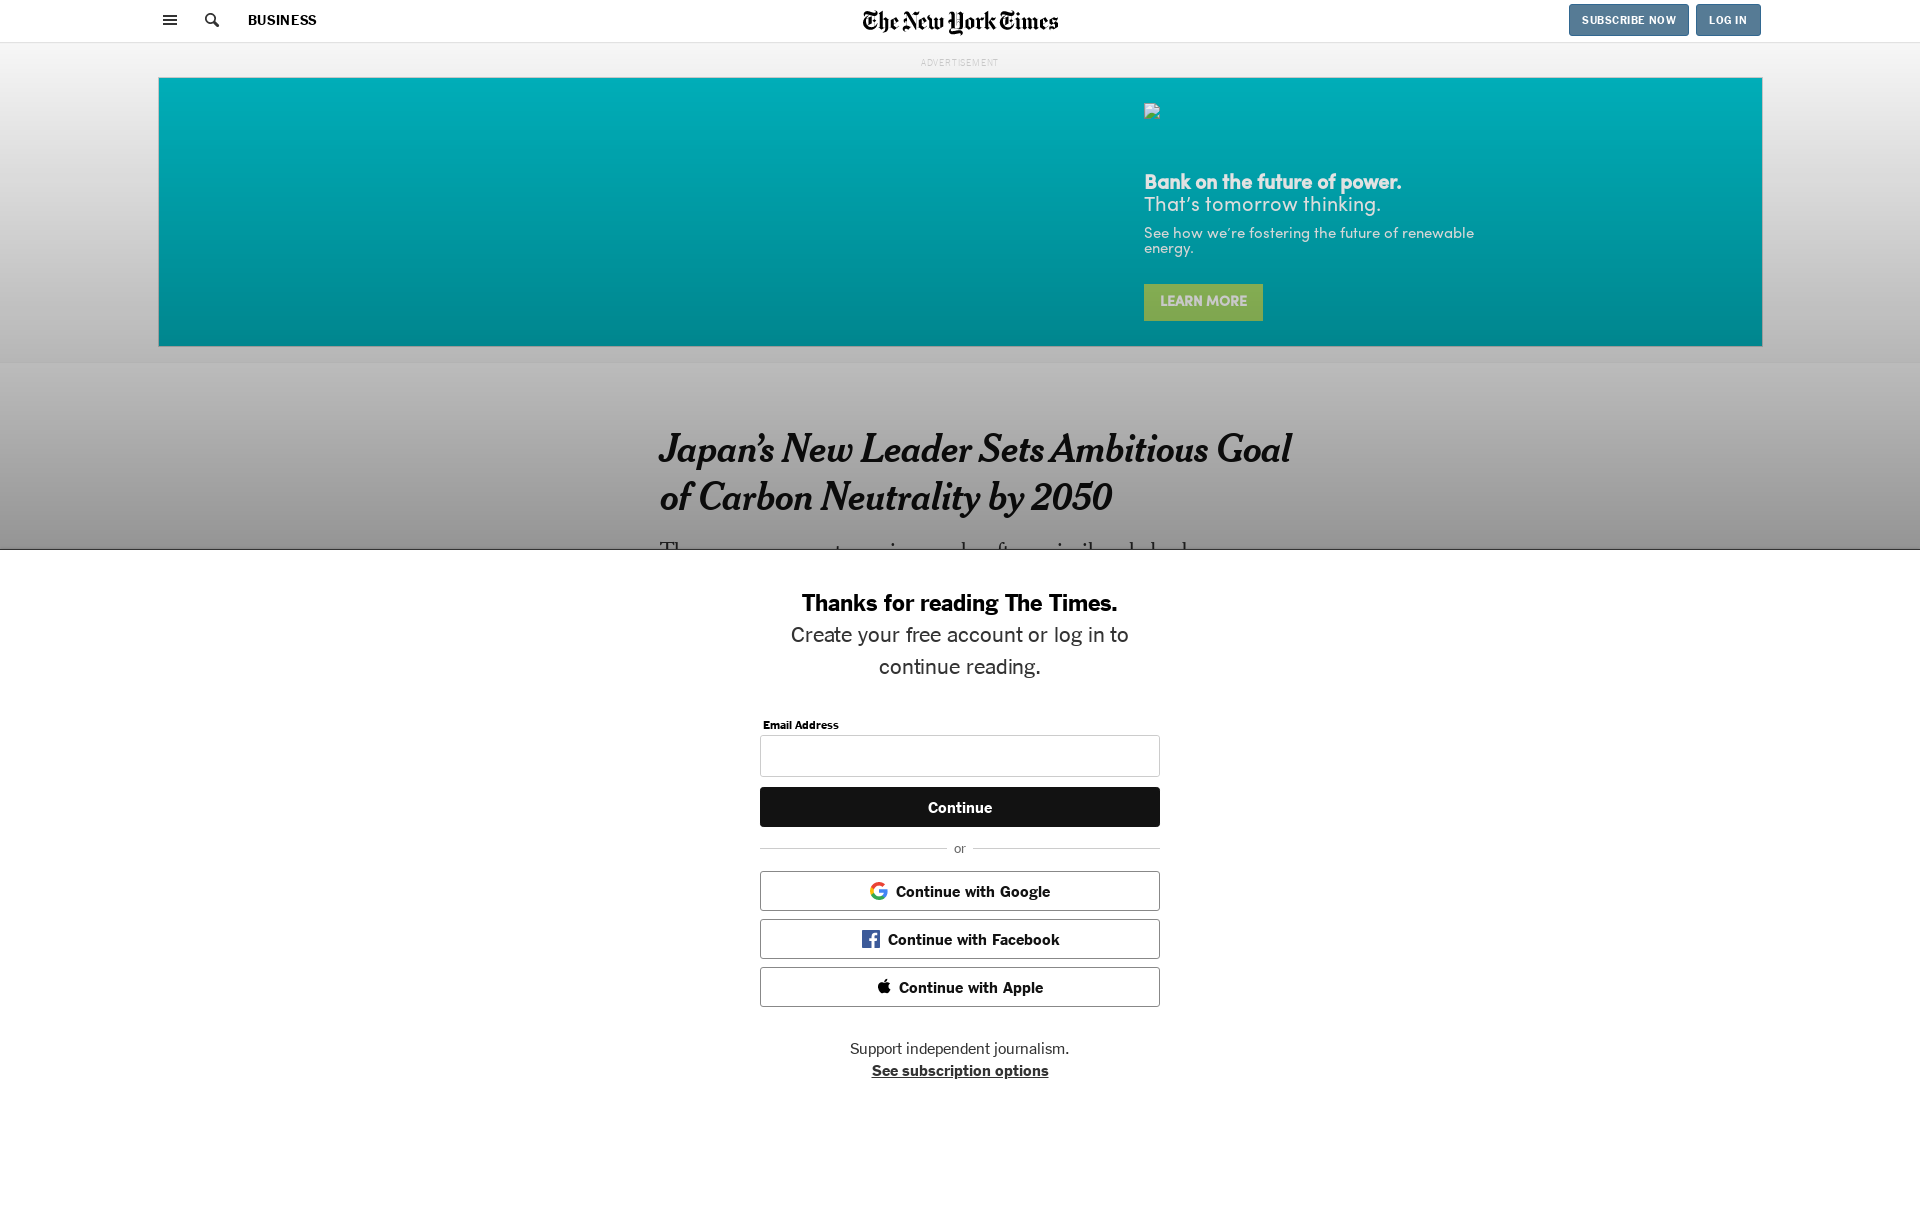 BUSINESS
The New York Times
SUBSCRIBE NOW
LOG IN
ADVERTISEMENT
Bank on the future of power.
That's tomorrow thinking.
See how we're fostering the future of renewable
energy.
LEARN MORE
Japan's New Leader Sets Ambitious Goal
of Carbon Neutrality by 2050
Thanks for reading The Times.
Create your free account or log in to
continue reading.
Email Address
Continue
or
Continue with Google
Continue with Facebook
Continue with Apple
Support independent journalism.
See subscription options